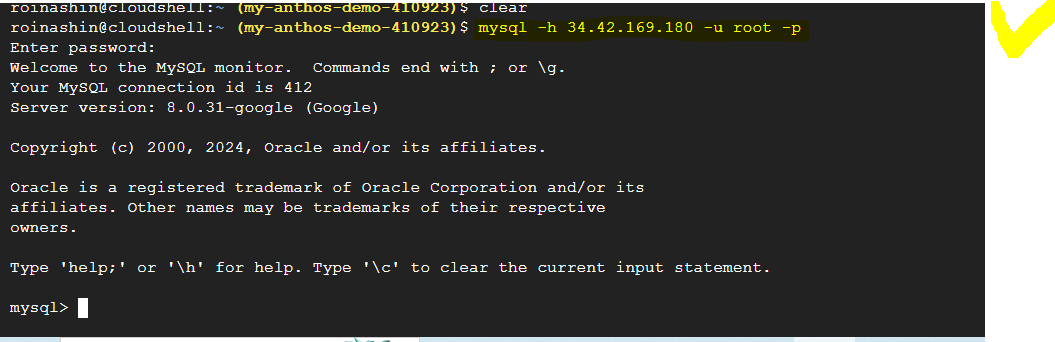 roinashin@cloudshell:~ (my-anthos-demo-410923)$ clear
roinashin@cloudshell:~ (my-anthos-demo-410923)$ mysql -h 34.42.169.180 -u root -p
Enter password:
Welcome to the MySQL monitor.  Commands end with ; or \g.
Your MySQL connection id is 412
Server version: 8.0.31-google (Google)
Copyright (c) 2000, 2024, Oracle and/or its affiliates.
Oracle is a registered trademark of Oracle Corporation and/or its
affiliates. Other names may be trademarks of their respective
owners.
Type 'help;' or '\h' for help. Type '\c' to clear the current input statement.
mysql>